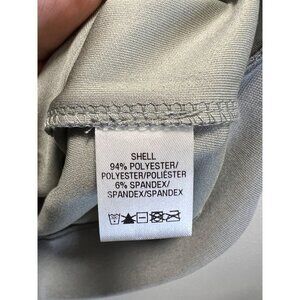 SHELL
94% POLYESTER/
POLYESTER/POLIÉSTER
6% SPANDEX/
SPANDEX/SPANDEX